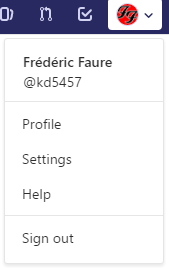 Frédéric Faure
@kd5457
Profile
Settings
Help
Sign out